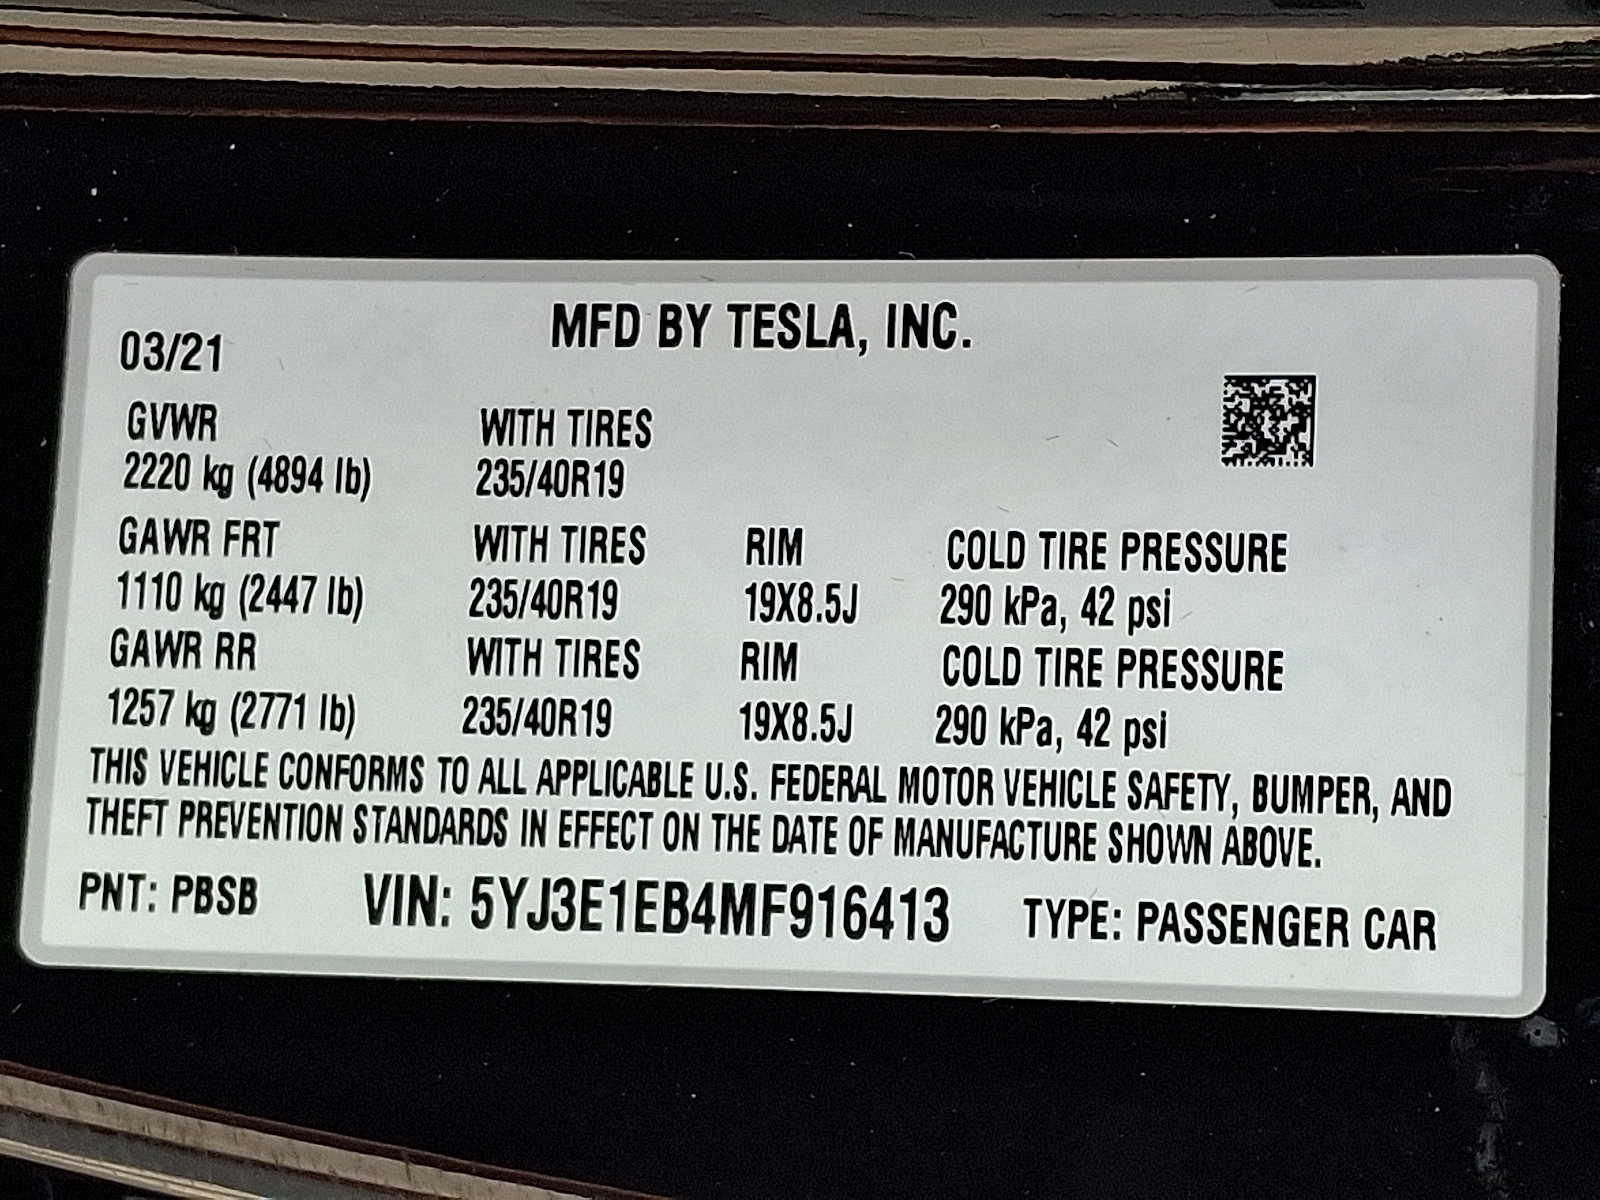 MFD BY TESLA, INC.
03/21
GVWR WITH TIRES
2220 kg (4894 lb) 235/40R19
GAWR FRT WITH TIRES RIM COLD TIRE PRESSURE
1110 kg (2447 lb) 235/40R19 19X8.5J 290 kPa, 42 psi
GAWR RR WITH TIRES RIM COLD TIRE PRESSURE
1257 kg (2771 lb) 235/40R19 19X8.5J 290 kPa, 42 psi
THIS VEHICLE CONFORMS TO ALL APPLICABLE U.S. FEDERAL MOTOR VEHICLE SAFETY, BUMPER, AND
THEFT PREVENTION STANDARDS IN EFFECT ON THE DATE OF MANUFACTURE SHOWN ABOVE.
PNT: PBSB VIN: 5YJ3E1EB4MF916413 TYPE: PASSENGER CAR